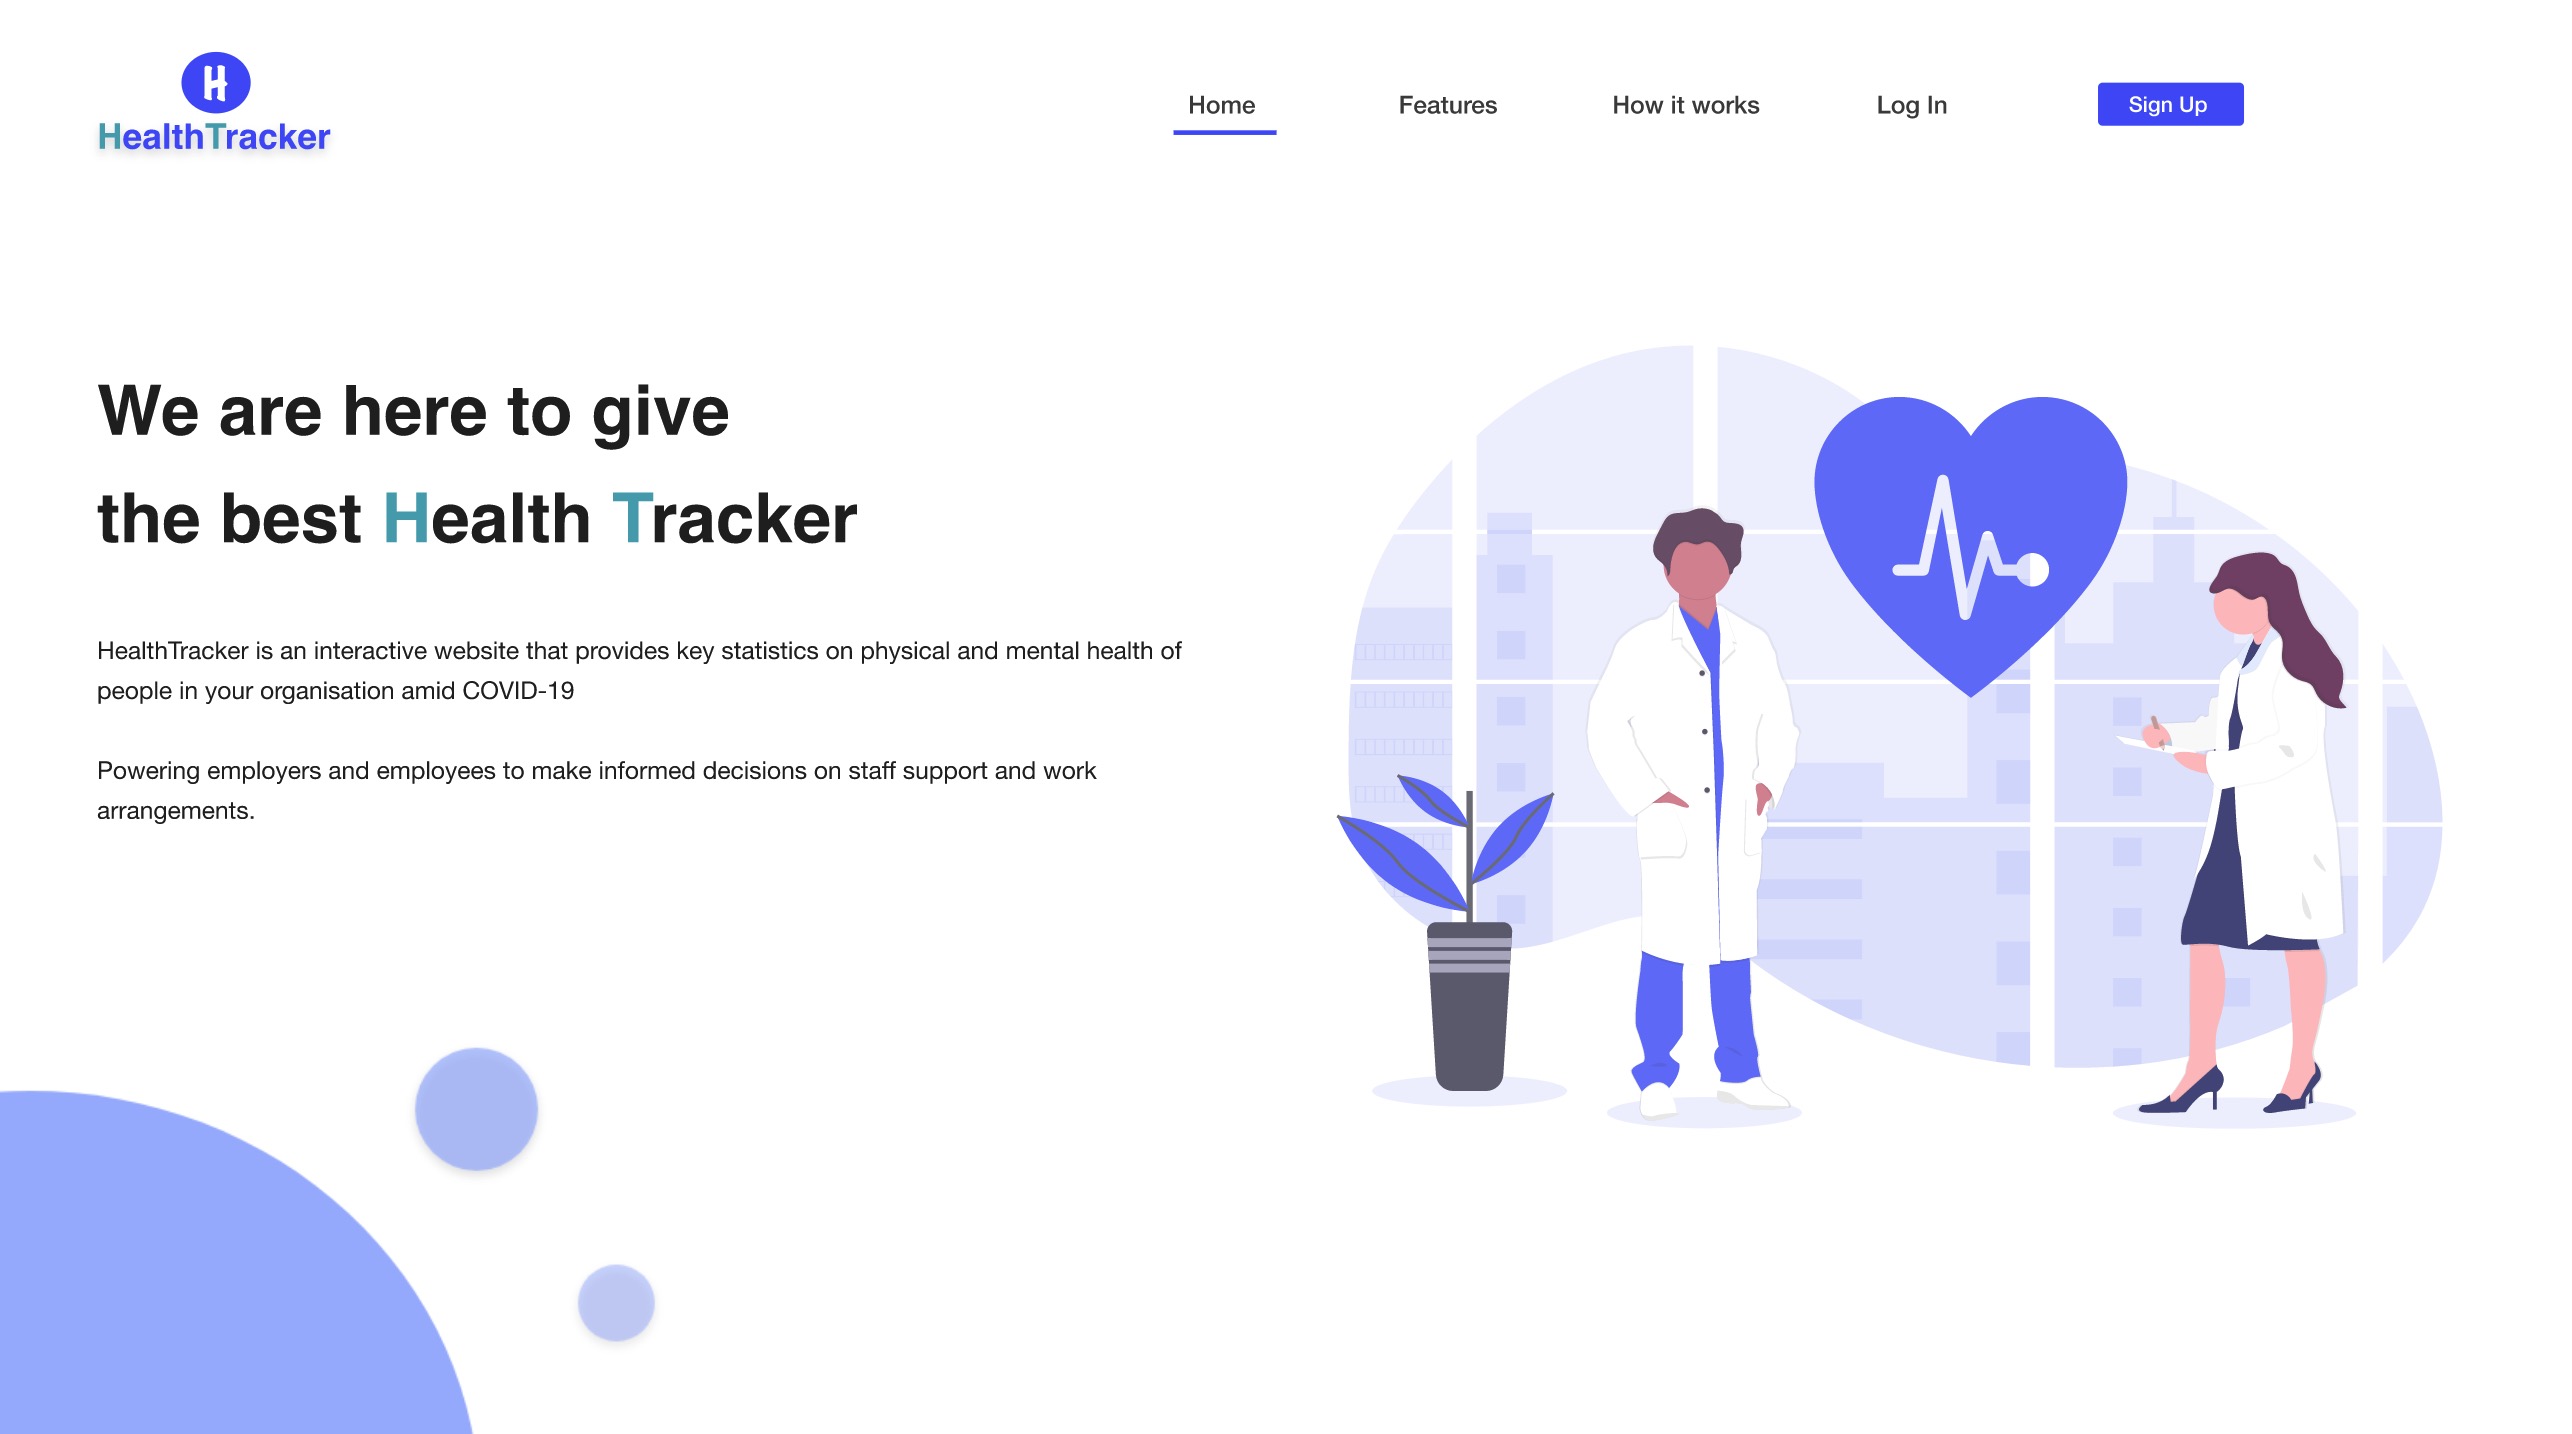 H
HealthTracker
Home
Features
How it works
Log In
Sign Up
We are here to give
the best Health Tracker
HealthTracker is an interactive website that provides key statistics on physical and mental health of
people in your organisation amid COVID-19
Powering employers and employees to make informed decisions on staff support and work
arrangements.